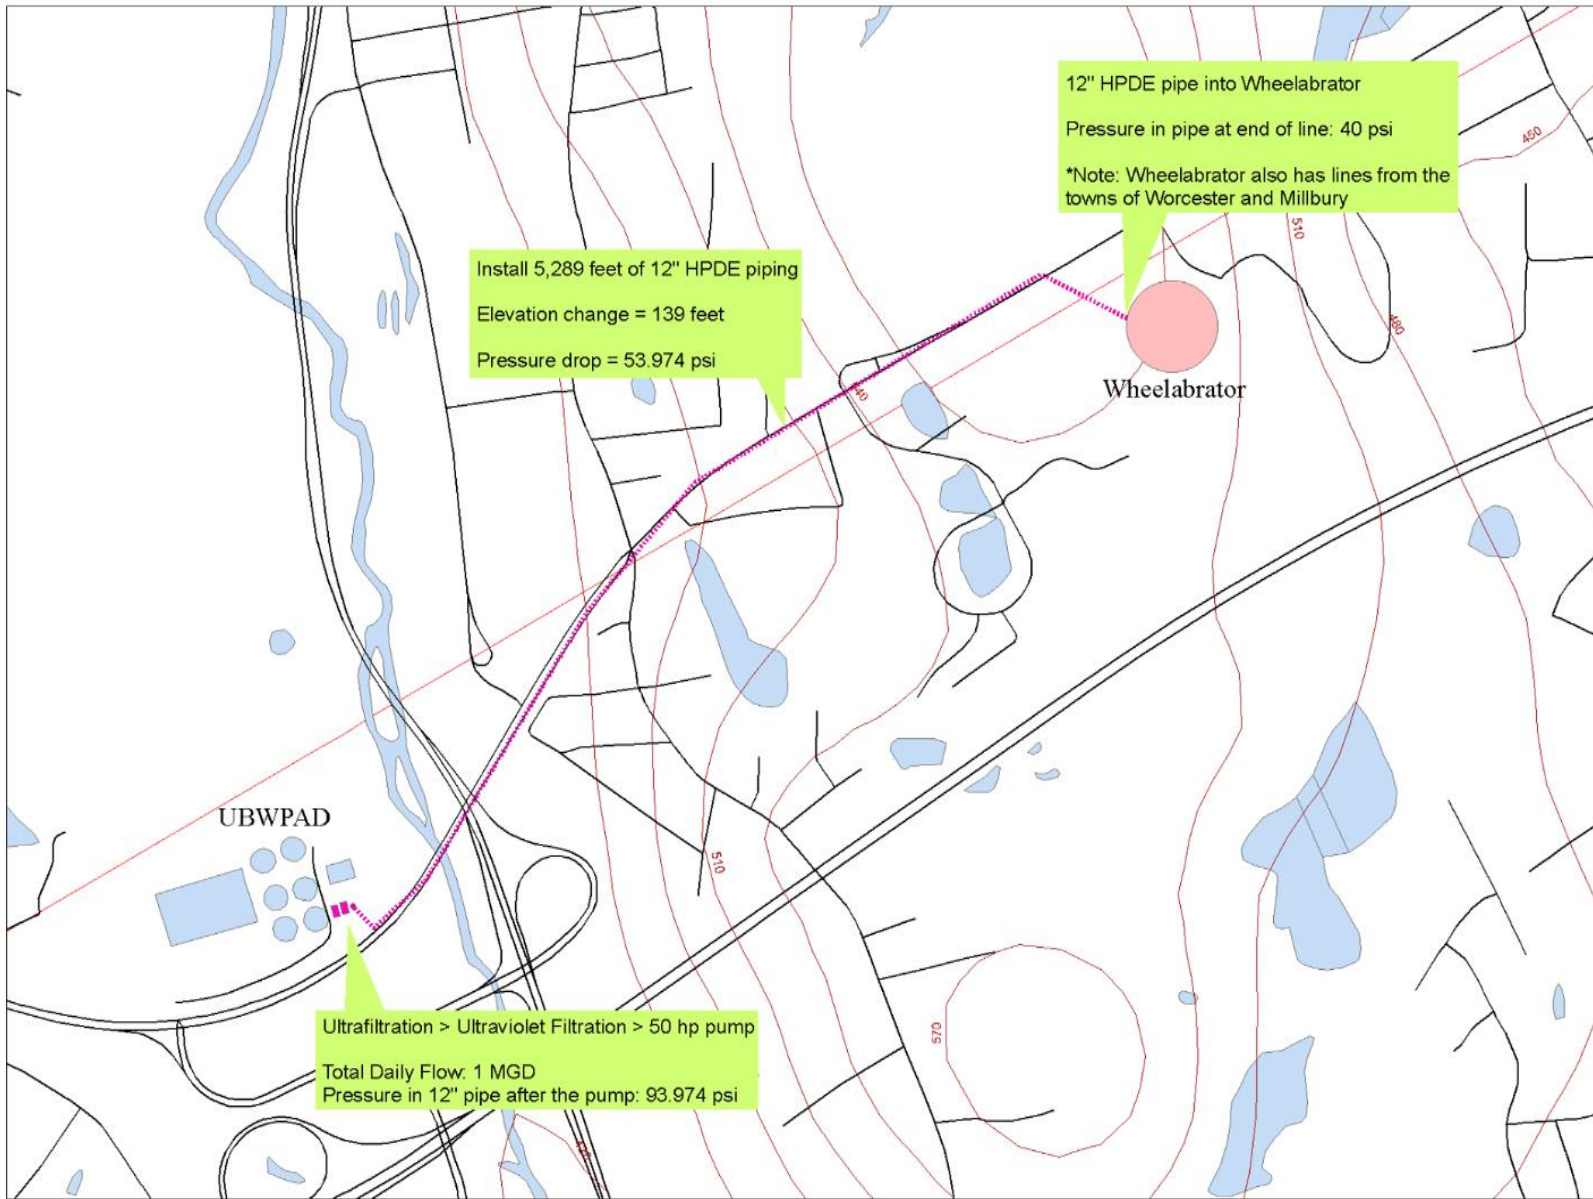 12" HPDE pipe into Wheelabrator
Pressure in pipe at end of line: 40 psi
*Note: Wheelabrator also has lines from the
towns of Worcester and Millbury
450
510
Install 5,289 feet of 12" HPDE piping
Elevation change = 139 feet
Pressure drop = 53.974 psi
480
Wheelabrator
UBWPAD
510
Ultrafiltration > Ultraviolet Filtration > 50 hp pump
Total Daily Flow: 1 MGD
Pressure in 12" pipe after the pump: 93.974 psi
570